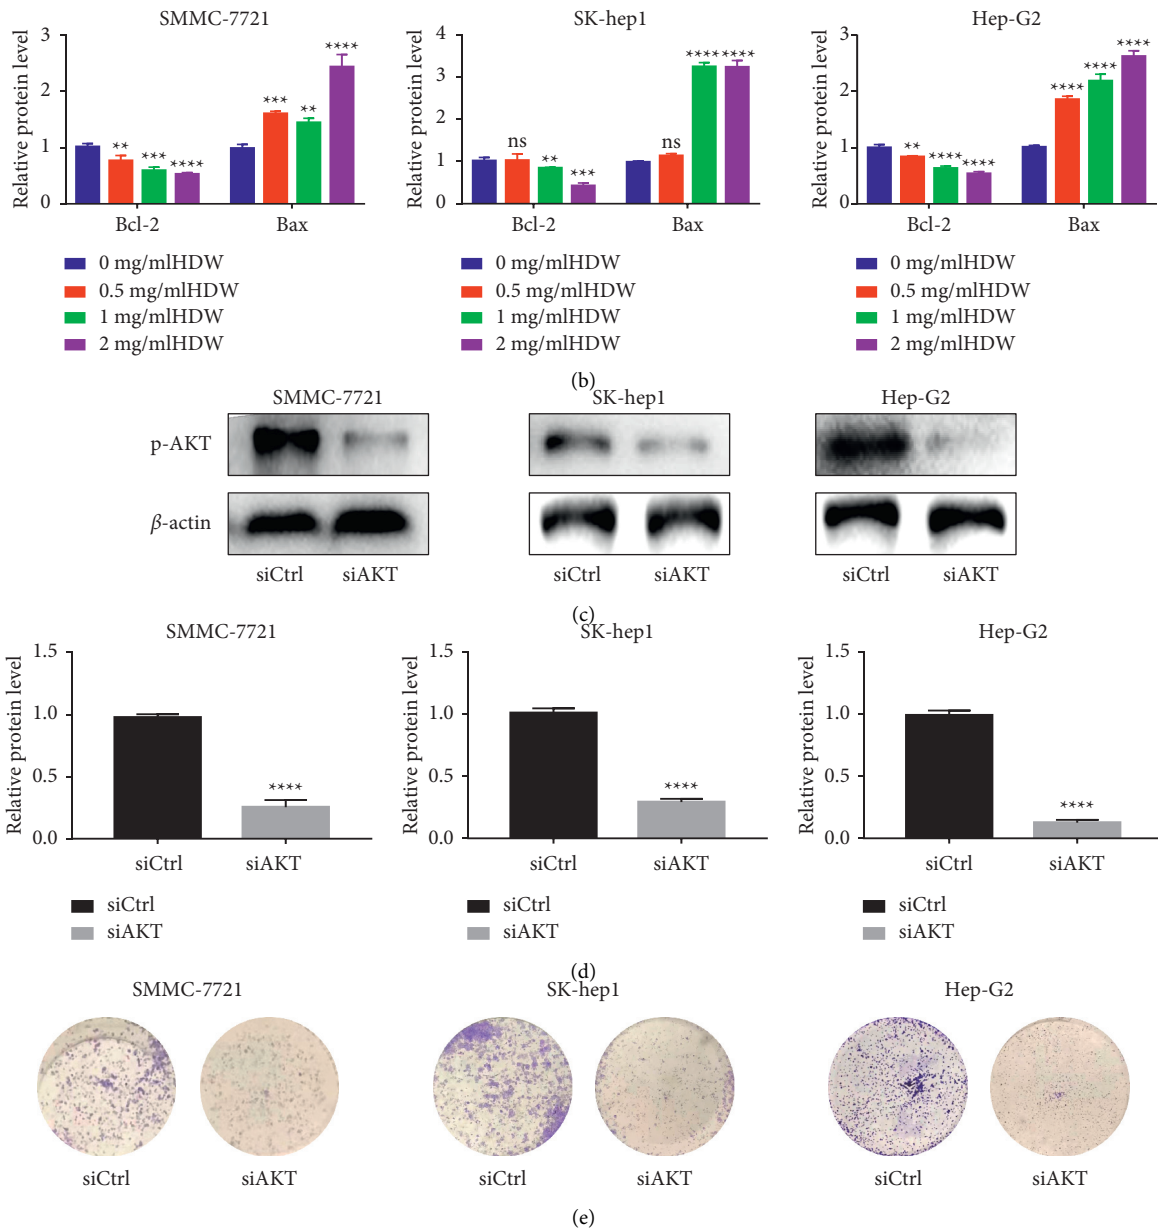 SMMC-7721
SK-hep1
Hep-G2
Relative protein level
3
2
1
0
**
***
****
***
**
****
Bcl-2
Bax
Relative protein level
4
3
2
1
0
ns
**
***
ns
****
****
Bcl-2
Bax
Relative protein level
3
2
1
0
**
****
****
****
****
****
Bcl-2
Bax
0 mg/mlHDW
0.5 mg/mlHDW
1 mg/mlHDW
2 mg/mlHDW
0 mg/mlHDW
0.5 mg/mlHDW
1 mg/mlHDW
2 mg/mlHDW
0 mg/mlHDW
0.5 mg/mlHDW
1 mg/mlHDW
2 mg/mlHDW
(b)
SMMC-7721
SK-hep1
Hep-G2
p-AKT
β-actin
siCtrl
siAKT
siCtrl
siAKT
siCtrl
siAKT
(c)
SMMC-7721
SK-hep1
Hep-G2
Relative protein level
1.5
1.0
0.5
0.0
****
siCtrl
siAKT
Relative protein level
1.5
1.0
0.5
0.0
****
siCtrl
siAKT
Relative protein level
1.5
1.0
0.5
0.0
****
siCtrl
siAKT
siCtrl
siAKT
siCtrl
siAKT
siCtrl
siAKT
(d)
SMMC-7721
SK-hep1
Hep-G2
siCtrl
siAKT
siCtrl
siAKT
siCtrl
siAKT
(e)